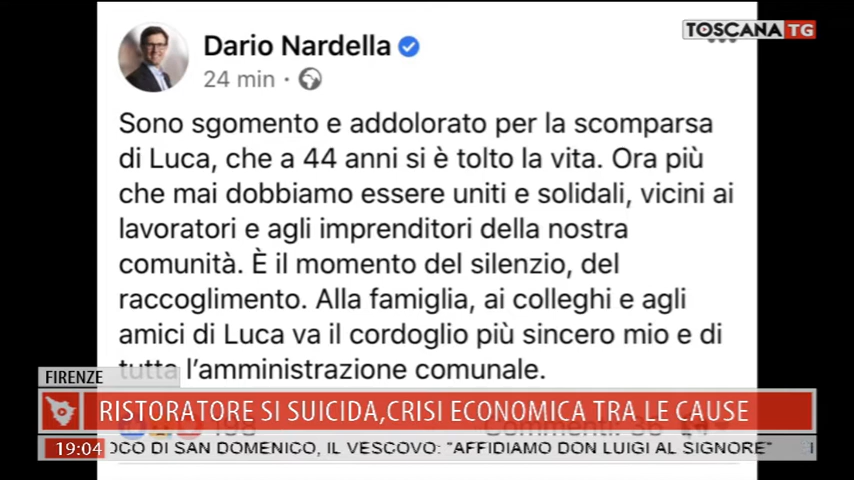 TOSCANA TG
Dario Nardella
24 min ·
Sono sgomento e addolorato per la scomparsa
di Luca, che a 44 anni si è tolto la vita. Ora più
che mai dobbiamo essere uniti e solidali, vicini ai
lavoratori e agli imprenditori della nostra
comunità. È il momento del silenzio, del
raccoglimento. Alla famiglia, ai colleghi e agli
amici di Luca va il cordoglio più sincero mio e di
tutta l'amministrazione comunale.
FIRENZE
RISTORATORE SI SUICIDA,CRISI ECONOMICA TRA LE CAUSE
198 Commenti: 36
19:04 OCO DI SAN DOMENICO, IL VESCOVO: "AFFIDIAMO DON LUIGI AL SIGNORE"